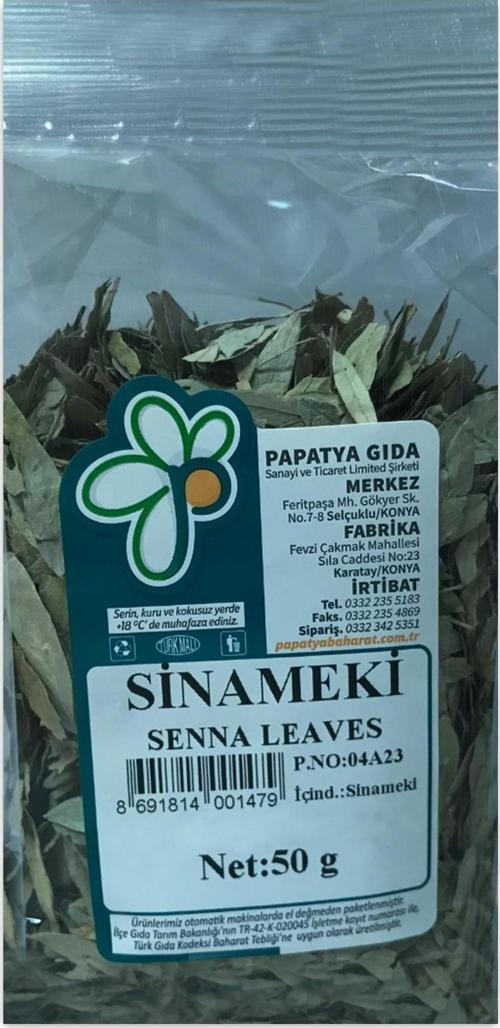 PAPATYA GIDA
Sanayi ve Ticaret Limited Şirketi
MERKEZ
Feritpaşa Mh. Gökyer Sk.
No.7-8 Selçuklu/KONYA
FABRİKA
Fevzi Çakmak Mahallesi
Sıla Caddesi No:23
Karatay/KONYA
İRTİBAT
Tel. 0332 235 5183
Faks. 0332 235 4869
Sipariş. 0332 342 5351
papatyabaharat.com.tr
Serin, kuru ve kokusuz yerde
+18 °C' de muhafaza ediniz.
TÜRK MALI
SİNAMEKİ
SENNA LEAVES
P.NO:04A23
İçind.:Sinameki
8 691814 001479
Net:50 g
Ürünlerimiz otomatik makinalarda el değmeden paketlenmiştir.
İlçe Gıda Tarım Bakanlığı'nın TR-42-K-020045 işletme kayıt numarası ile,
Türk Gıda Kodeksi Baharat Tebliği'ne uygun olarak üretilmiştir.